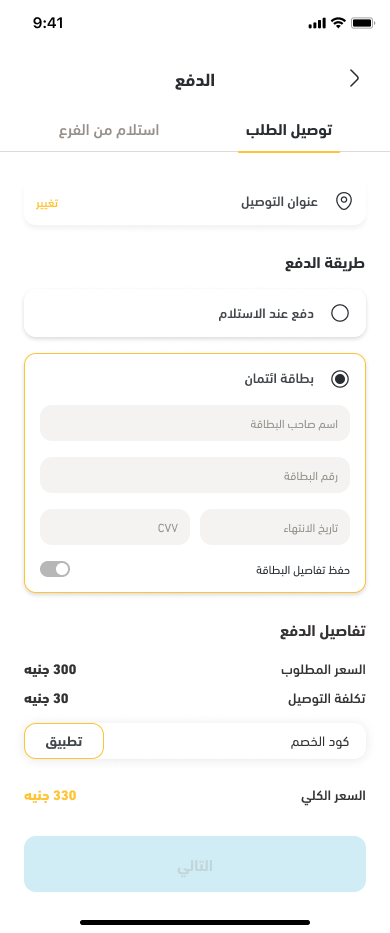 9:41
الدفع
توصيل الطلب
استلام من الفرع
عنوان التوصيل
تغيير
طريقة الدفع
دفع عند الاستلام
بطاقة ائتمان
اسم صاحب البطاقة
رقم البطاقة
تاريخ الانتهاء
CVV
حفظ تفاصيل البطاقة
تفاصيل الدفع
السعر المطلوب
300 جنيه
تكلفة التوصيل
30 جنيه
كود الخصم
تطبيق
السعر الكلي
330 جنيه
التالي